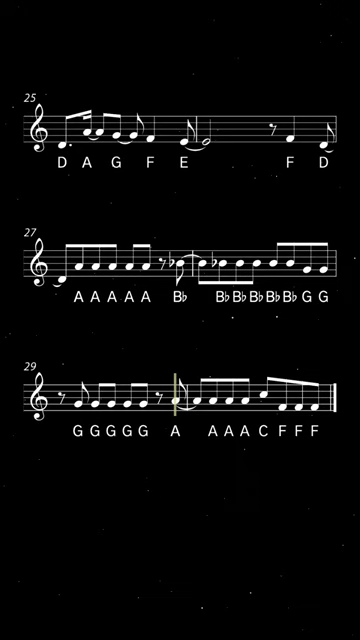 25
D A G F E F D
27
A A A A A B♭ B♭ B♭ B♭ B♭ B♭ G G
29
G G G G G A A A A C F F F